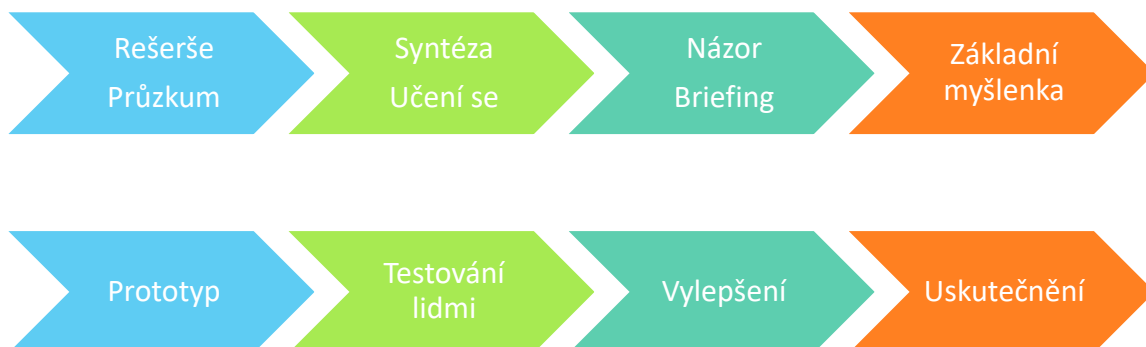 Rešerše
Průzkum
Syntéza
Učení se
Názor
Briefing
Základní
myšlenka
Prototyp
Testování
lidmi
Vylepšení
Uskutečnění